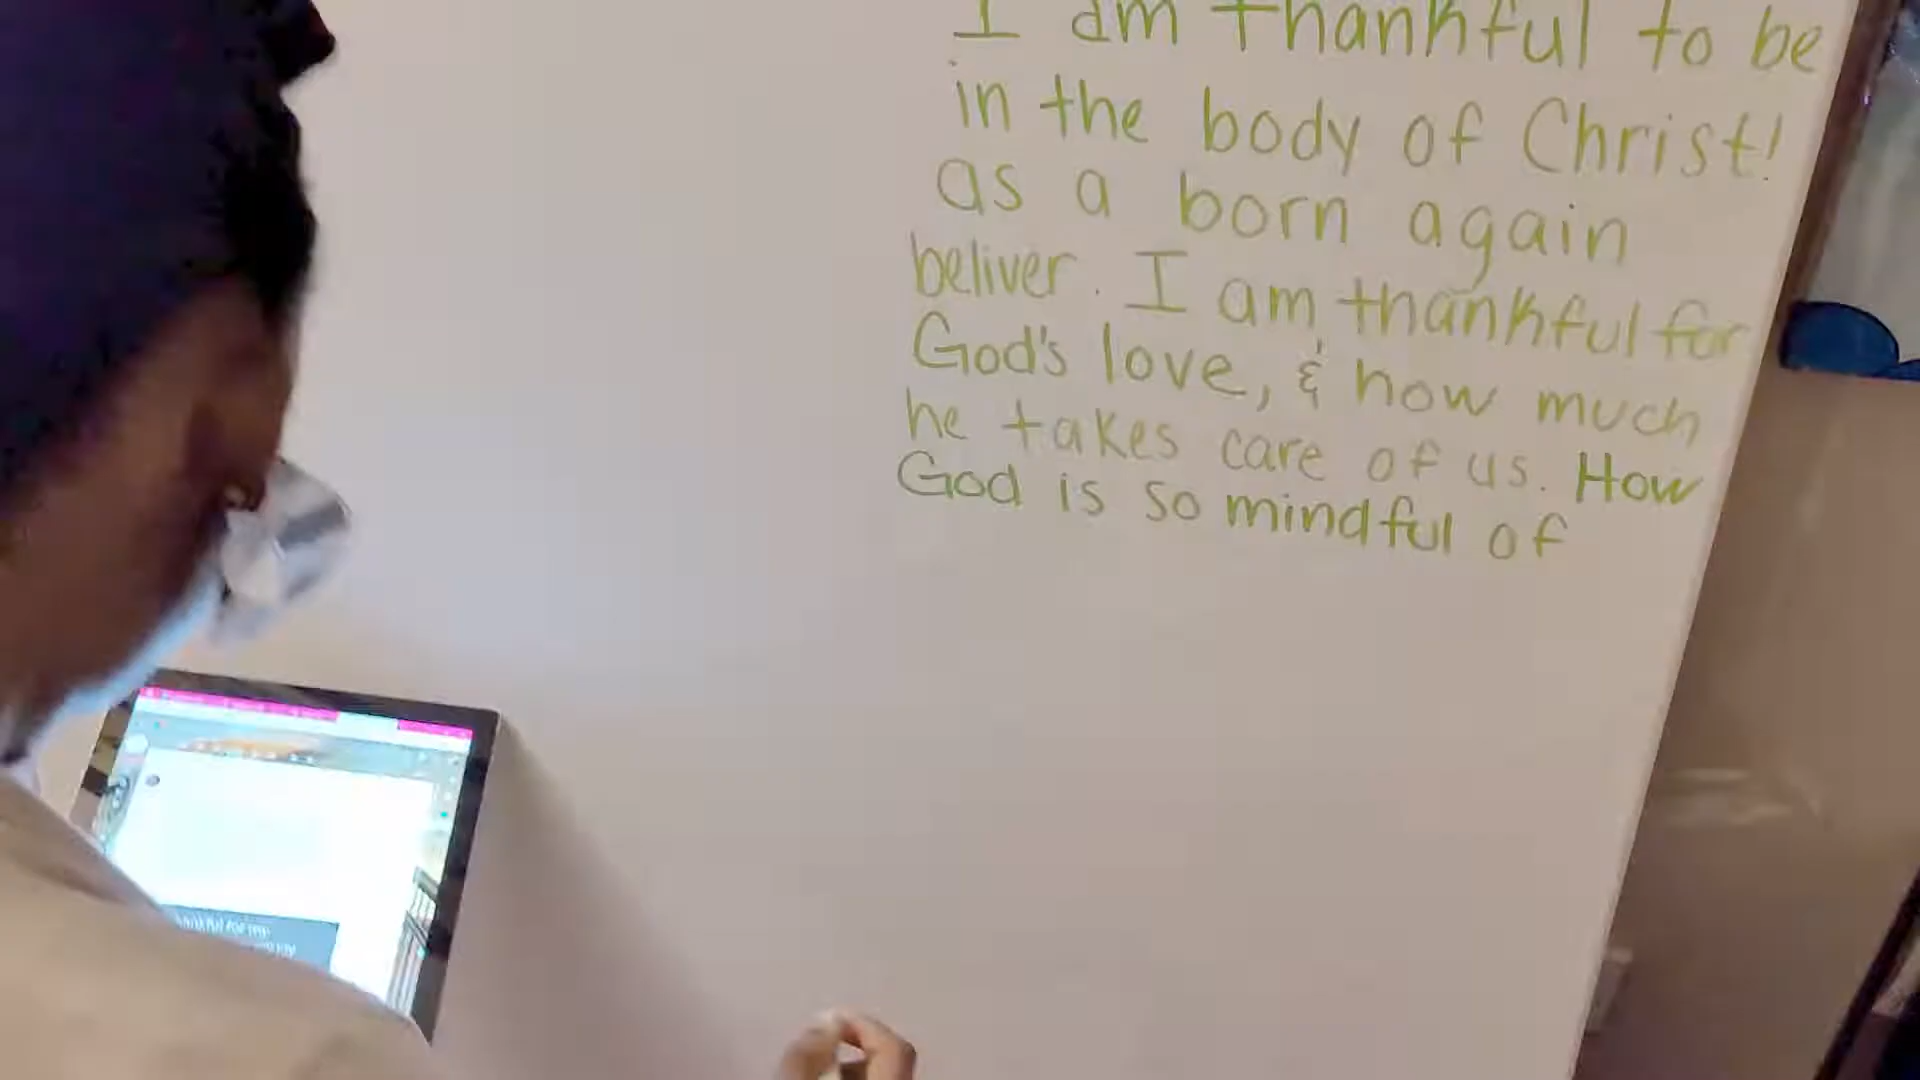 I am thankful to be
in the body of Christ!
as a born again
beliver. I am thankful for
God's love, & how much
he takes care of us. How
God is so mindful of